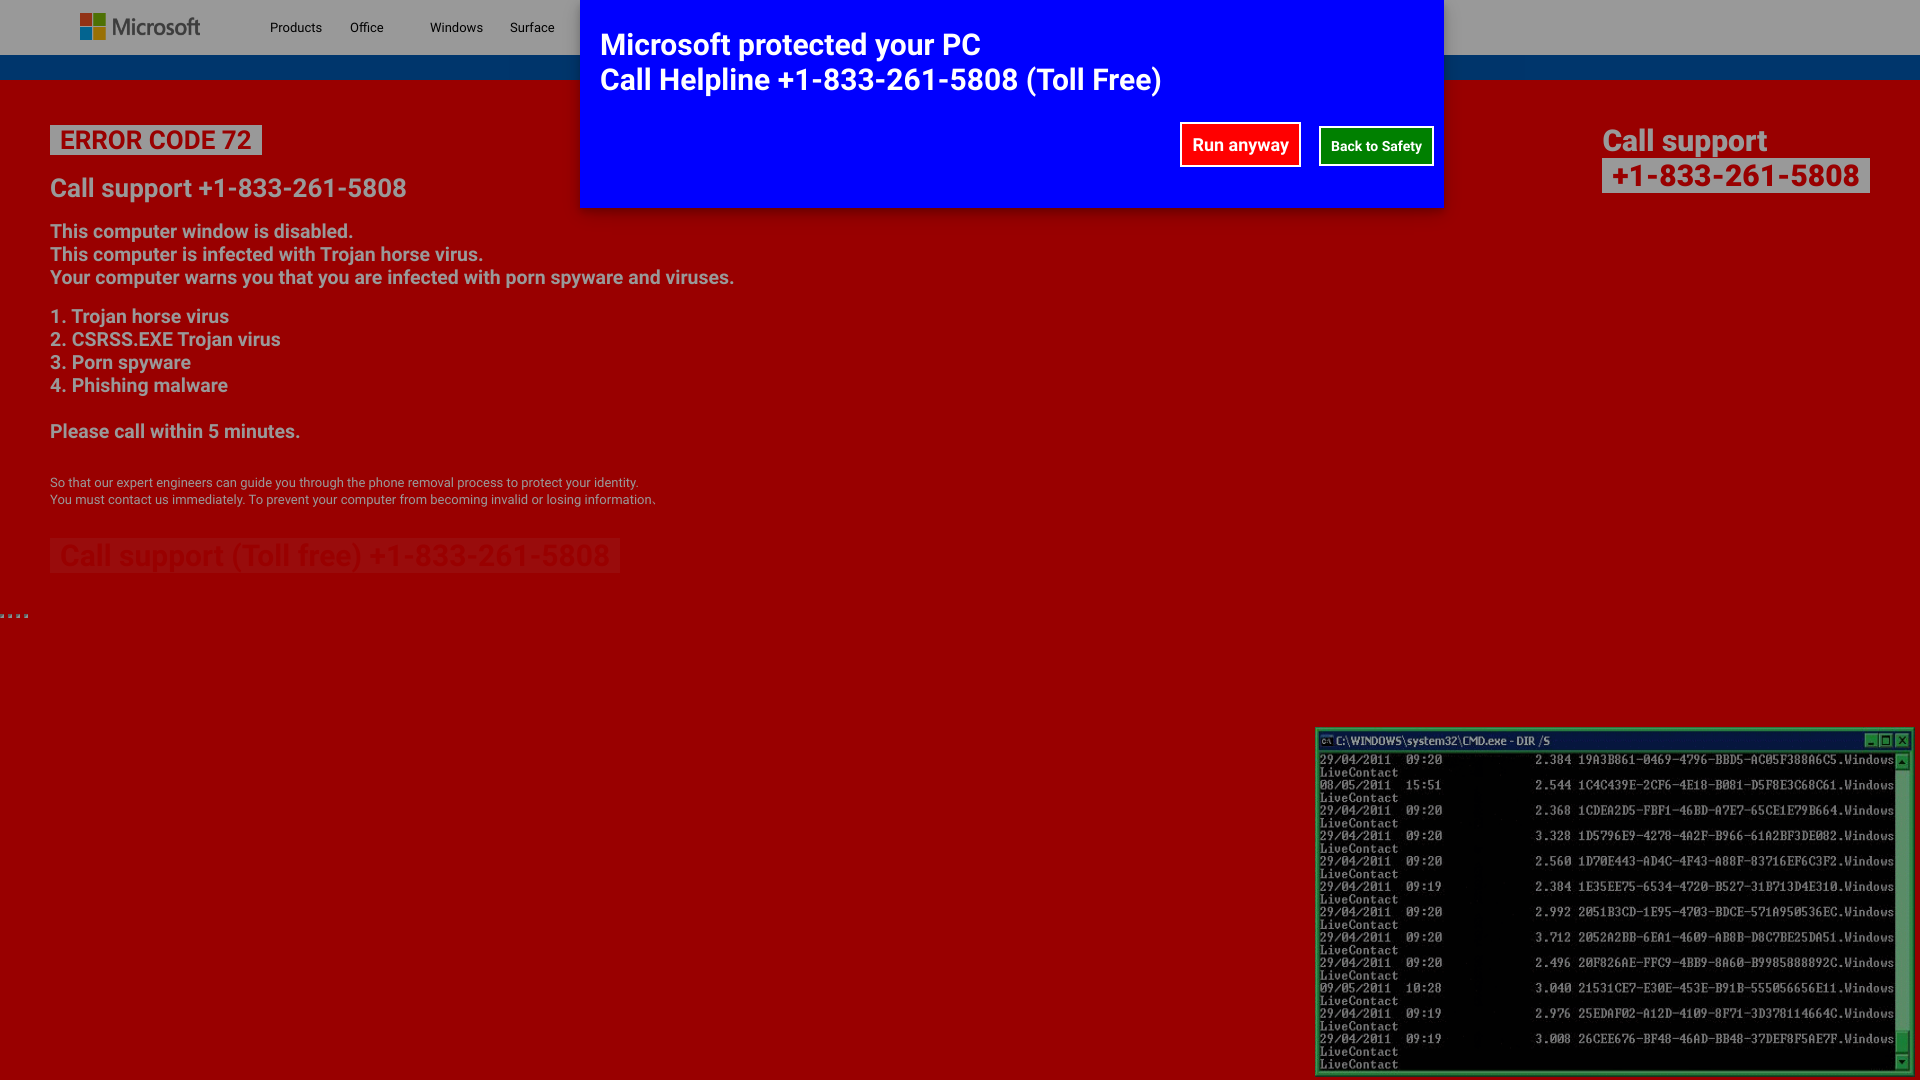 Microsoft
Products Office Windows Surface
Microsoft protected your PC
Call Helpline +1-833-261-5808 (Toll Free)
Run anyway
Back to Safety
ERROR CODE 72
Call support +1-833-261-5808
This computer window is disabled.
This computer is infected with Trojan horse virus.
Your computer warns you that you are infected with porn spyware and viruses.
1. Trojan horse virus
2. CSRSS.EXE Trojan virus
3. Porn spyware
4. Phishing malware
Please call within 5 minutes.
So that our expert engineers can guide you through the phone removal process to protect your identity.
You must contact us immediately. To prevent your computer from becoming invalid or losing information、
Call support (Toll free) +1-833-261-5808
Call support
+1-833-261-5808
C:\WINDOWS\system32\CMD.exe - DIR /S
29/04/2011 09:20 2.384 19A3B861-0469-4796-BBD5-AC05F388A6C5.Windows
LiveContact
08/05/2011 15:51 2.544 1C4C439E-2CF6-4E18-B081-D5F8E3C68C61.Windows
LiveContact
29/04/2011 09:20 2.368 1CDEA2D5-FBF1-46BD-A7E7-65CE1E79B664.Windows
LiveContact
29/04/2011 09:20 3.328 1D5796E9-4278-4A2F-B966-61A2BF3DE082.Windows
LiveContact
29/04/2011 09:20 2.560 1D70E443-AD4C-4F43-A88F-83716EF6C3F2.Windows
LiveContact
29/04/2011 09:19 2.384 1E35EE75-6534-4720-B527-31B713D4E310.Windows
LiveContact
29/04/2011 09:20 2.992 2051B3CD-1E95-4703-BDCE-571A950536EC.Windows
LiveContact
29/04/2011 09:20 3.712 2052A2BB-6EA1-4609-AB8B-D8C7BE25DA51.Windows
LiveContact
29/04/2011 09:20 2.496 20F826AE-FFC9-4BB9-8A60-B9985888892C.Windows
LiveContact
09/05/2011 10:28 3.040 21531CE7-E30E-453E-B91B-555056656E11.Windows
LiveContact
29/04/2011 09:19 2.976 25EDAF02-A12D-4109-8F71-3D378114664C.Windows
LiveContact
29/04/2011 09:19 3.008 26CEE676-BF48-46AD-BB48-37DEF8F5AE7F.Windows
LiveContact
LiveContact